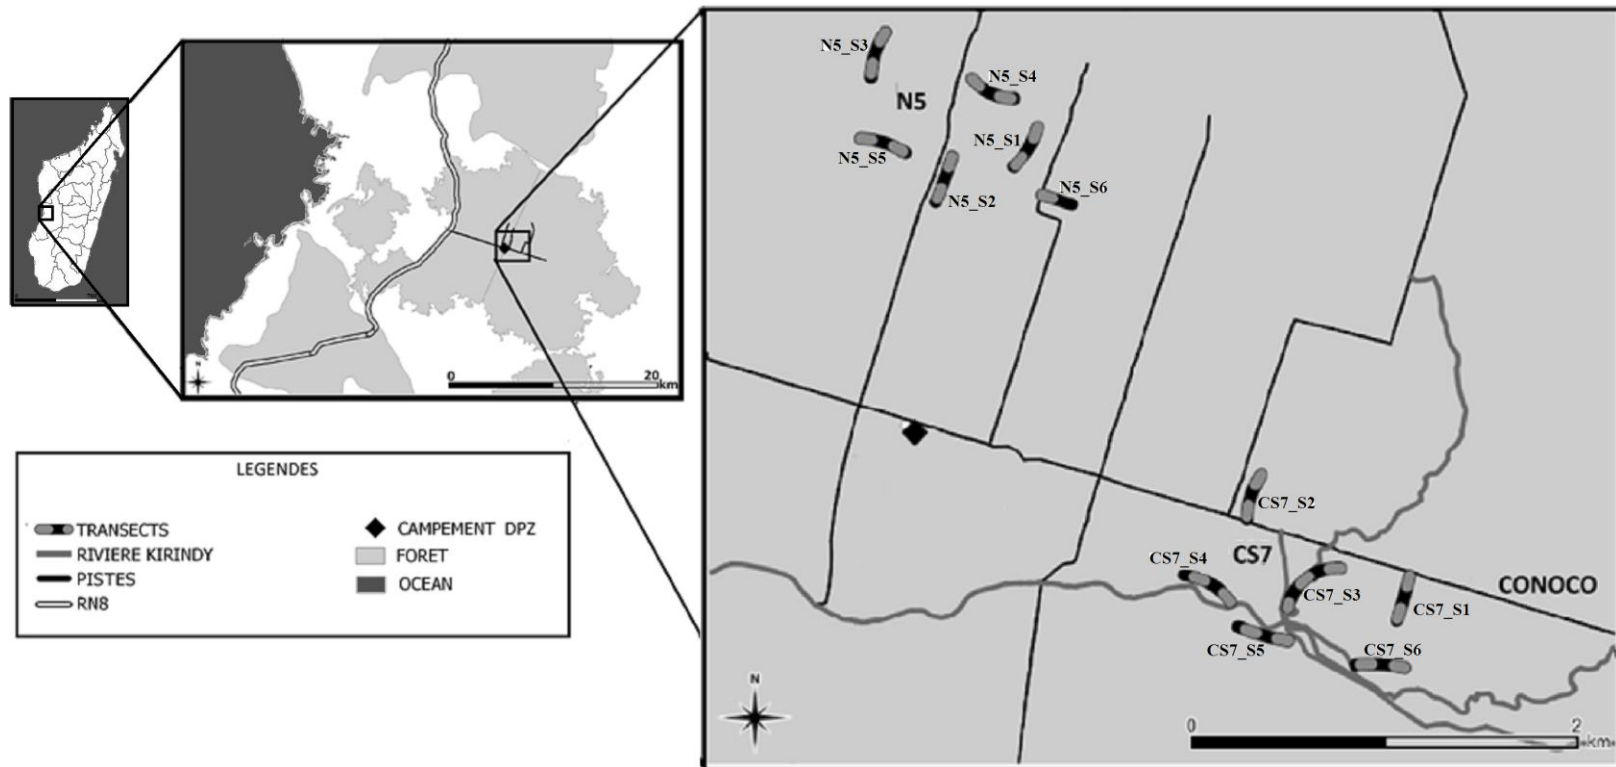 N
0
20
km
LEGENDES
TRANSECTS
RIVIERE KIRINDY
PISTES
RN8
CAMPEMENT DPZ
FORET
OCEAN
N5_S3
N5_S4
N5
N5_S1
N5_S5
N5_S6
N5_S2
CS7_S2
CS7
CS7_S4
CONOCO
CS7_S3
CS7_S1
CS7_S5
CS7_S6
N
0
2
km